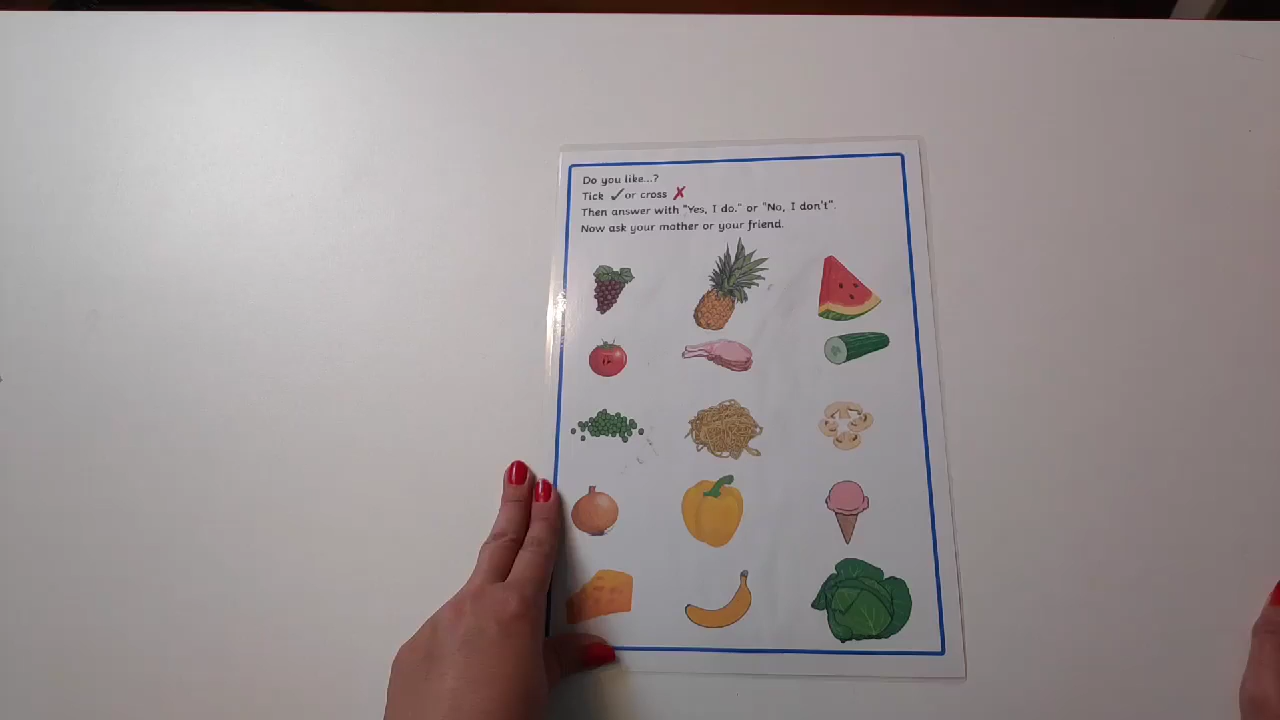 Do you like...?
Tick ✓ or cross ✗
Then answer with "Yes, I do." or "No, I don't".
Now ask your mother or your friend.